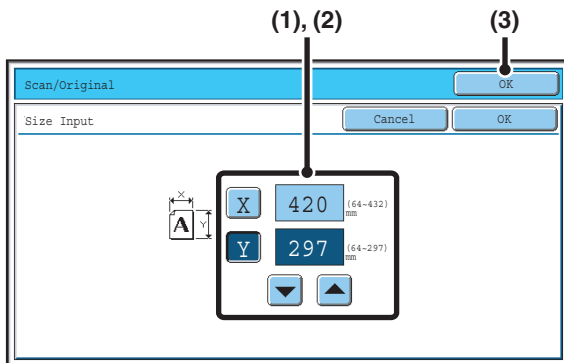 (1), (2) (3)
Scan/Original OK
Size Input Cancel OK
X 420 (64~432) mm
X
A Y
Y 297 (64~297) mm